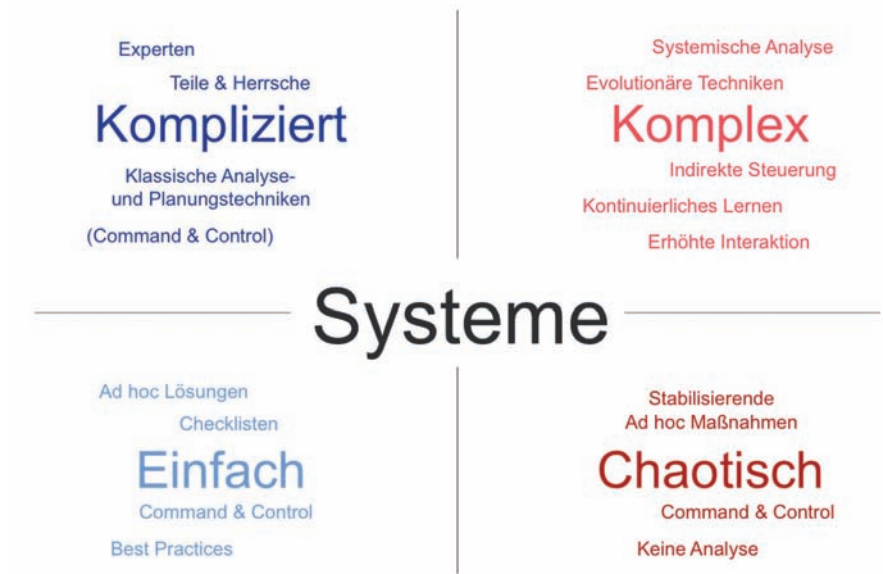 Experten
Teile & Herrsche
Kompliziert
Klassische Analyse-
und Planungstechniken
(Command & Control)
Systemische Analyse
Evolutionäre Techniken
Komplex
Indirekte Steuerung
Kontinuierliches Lernen
Erhöhte Interaktion
Systeme
Ad hoc Lösungen
Checklisten
Einfach
Command & Control
Best Practices
Stabilisierende
Ad hoc Maßnahmen
Chaotisch
Command & Control
Keine Analyse